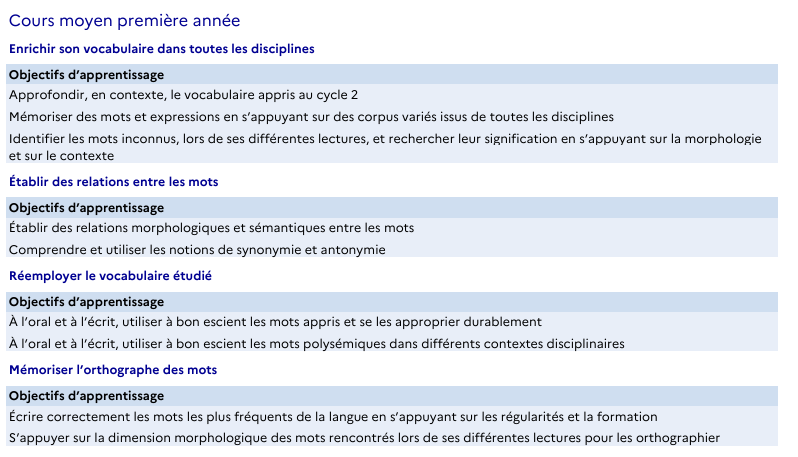 Cours moyen première année
Enrichir son vocabulaire dans toutes les disciplines
Objectifs d’apprentissage
Approfondir, en contexte, le vocabulaire appris au cycle 2
Mémoriser des mots et expressions en s’appuyant sur des corpus variés issus de toutes les disciplines
Identifier les mots inconnus, lors de ses différentes lectures, et rechercher leur signification en s’appuyant sur la morphologie
et sur le contexte
Établir des relations entre les mots
Objectifs d’apprentissage
Établir des relations morphologiques et sémantiques entre les mots
Comprendre et utiliser les notions de synonymie et antonymie
Réemployer le vocabulaire étudié
Objectifs d’apprentissage
À l’oral et à l’écrit, utiliser à bon escient les mots appris et se les approprier durablement
À l’oral et à l’écrit, utiliser à bon escient les mots polysémiques dans différents contextes disciplinaires
Mémoriser l’orthographe des mots
Objectifs d’apprentissage
Écrire correctement les mots les plus fréquents de la langue en s’appuyant sur les régularités et la formation
S’appuyer sur la dimension morphologique des mots rencontrés lors de ses différentes lectures pour les orthographier